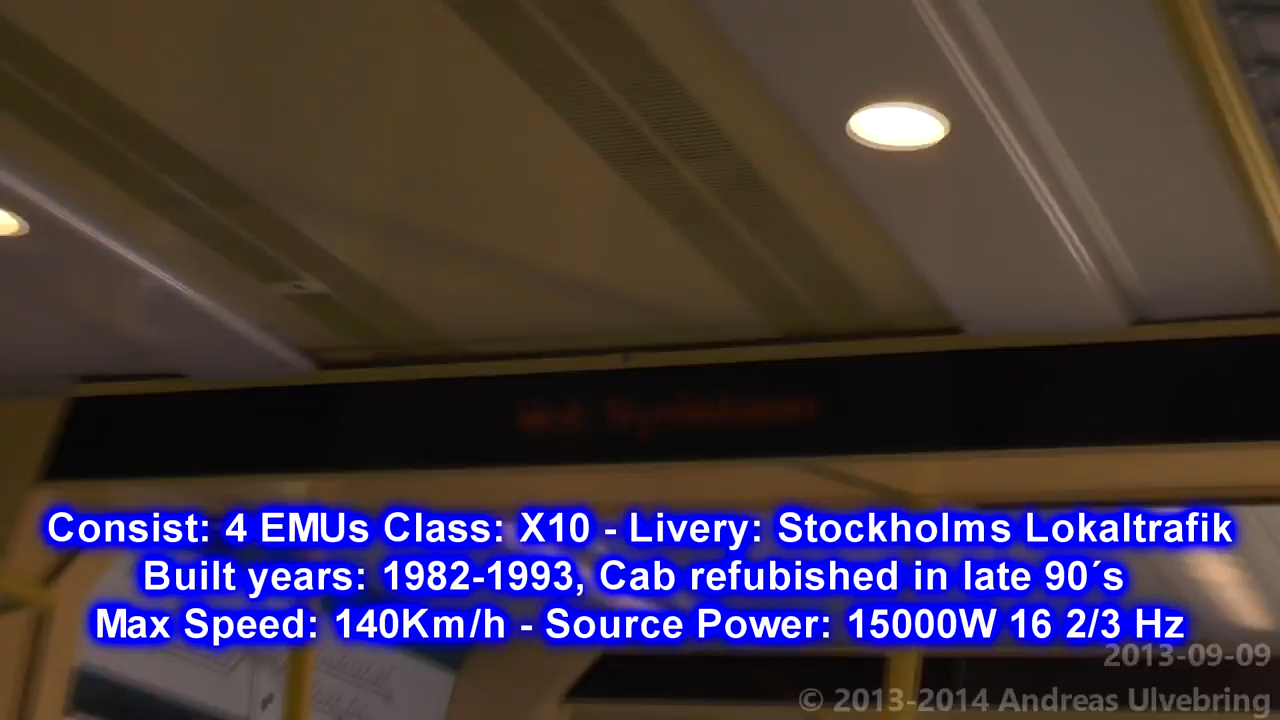 Consist: 4 EMUs Class: X10 - Livery: Stockholms Lokaltrafik
Built years: 1982-1993, Cab refubished in late 90´s
Max Speed: 140Km/h - Source Power: 15000W 16 2/3 Hz
2013-09-09
© 2013-2014 Andreas Ulvebring